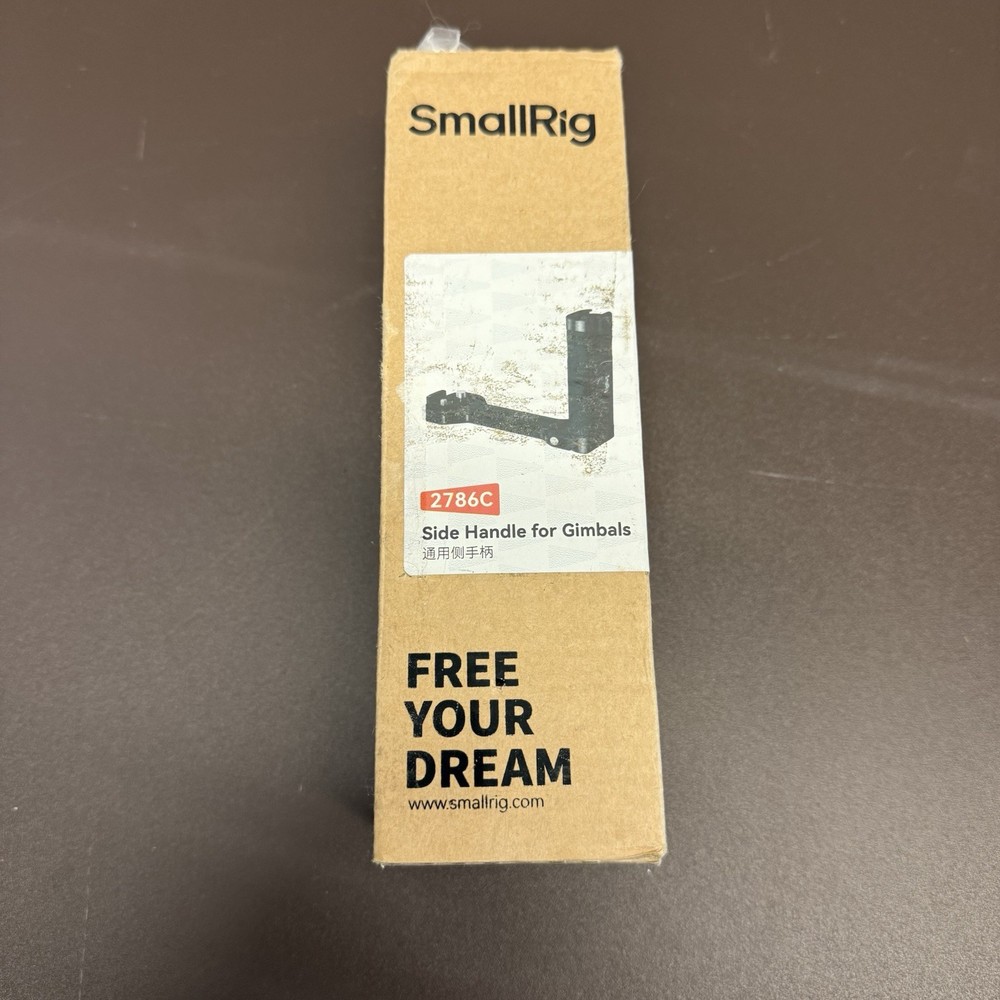 SmallRig
2786C
Side Handle for Gimbals
通用侧手柄
FREE
YOUR
DREAM
www.smallrig.com